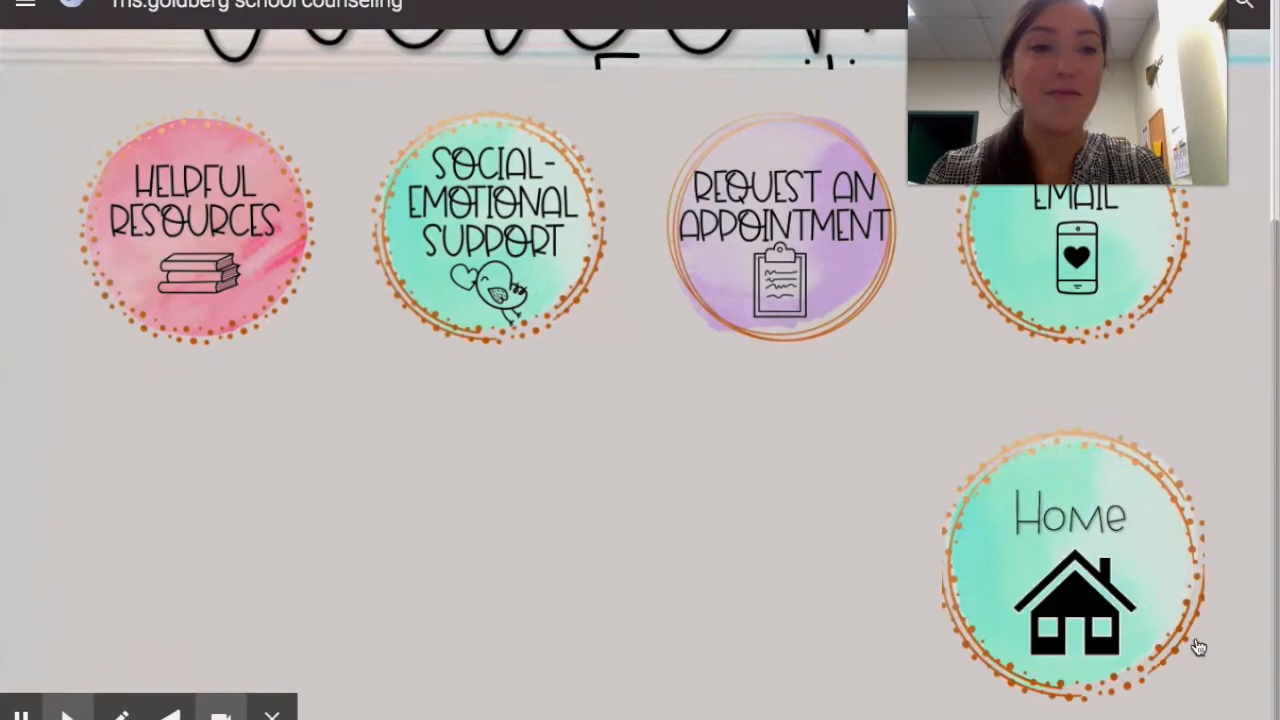 ms.goldberg school counseling
HELPFUL
RESOURCES
SOCIAL-
EMOTIONAL
SUPPORT
REQUEST AN
APPOINTMENT
EMAIL
HOME